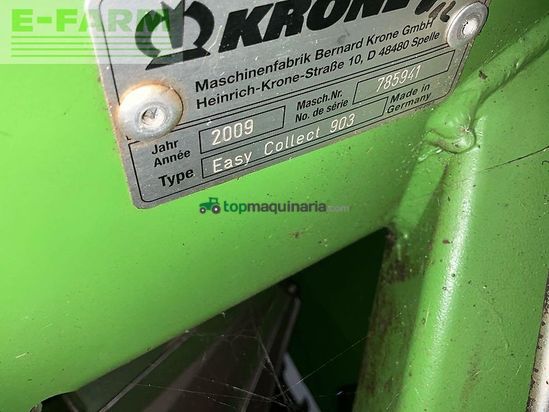 E-FARM
KRONE
Maschinenfabrik Bernard Krone GmbH
Heinrich-Krone-Straße 10, D 48480 Spelle
Jahr
Année
2009
Masch.Nr.
No. de série
785941
Type
Easy Collect 903
Made in
Germany
topmaquinaria.com